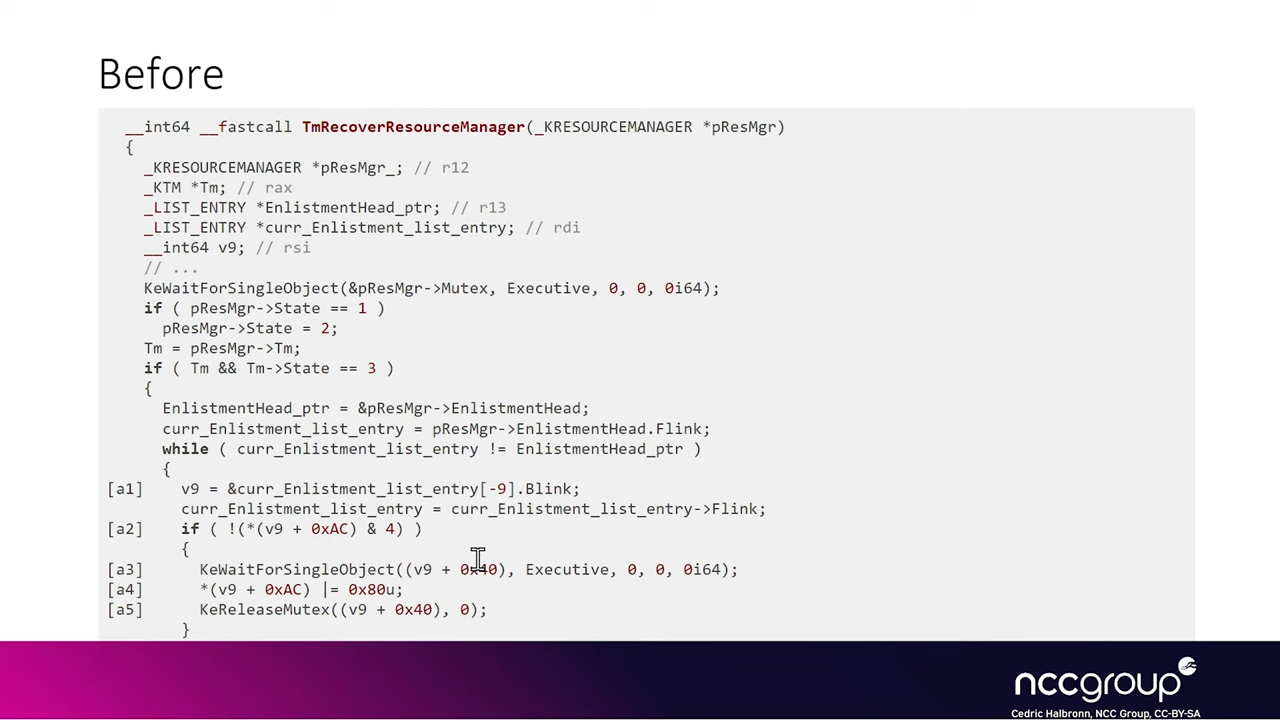 Before
__int64 __fastcall TmRecoverResourceManager(_KRESOURCEMANAGER *pResMgr)
{
_KRESOURCEMANAGER *pResMgr_; // r12
_KTM *Tm; // rax
_LIST_ENTRY *EnlistmentHead_ptr; // r13
_LIST_ENTRY *curr_Enlistment_list_entry; // rdi
__int64 v9; // rsi
// ...
KeWaitForSingleObject(&pResMgr->Mutex, Executive, 0, 0, 0i64);
if ( pResMgr->State == 1 )
pResMgr->State = 2;
Tm = pResMgr->Tm;
if ( Tm && Tm->State == 3 )
{
EnlistmentHead_ptr = &pResMgr->EnlistmentHead;
curr_Enlistment_list_entry = pResMgr->EnlistmentHead.Flink;
while ( curr_Enlistment_list_entry != EnlistmentHead_ptr )
{
[a1] v9 = &curr_Enlistment_list_entry[-9].Blink;
curr_Enlistment_list_entry = curr_Enlistment_list_entry->Flink;
[a2] if ( !(*(v9 + 0xAC) & 4) )
{
[a3] KeWaitForSingleObject((v9 + 0x40), Executive, 0, 0, 0i64);
[a4] *(v9 + 0xAC) |= 0x80u;
[a5] KeReleaseMutex((v9 + 0x40), 0);
}
nccgroup
Cedric Halbronn, NCC Group, CC-BY-SA